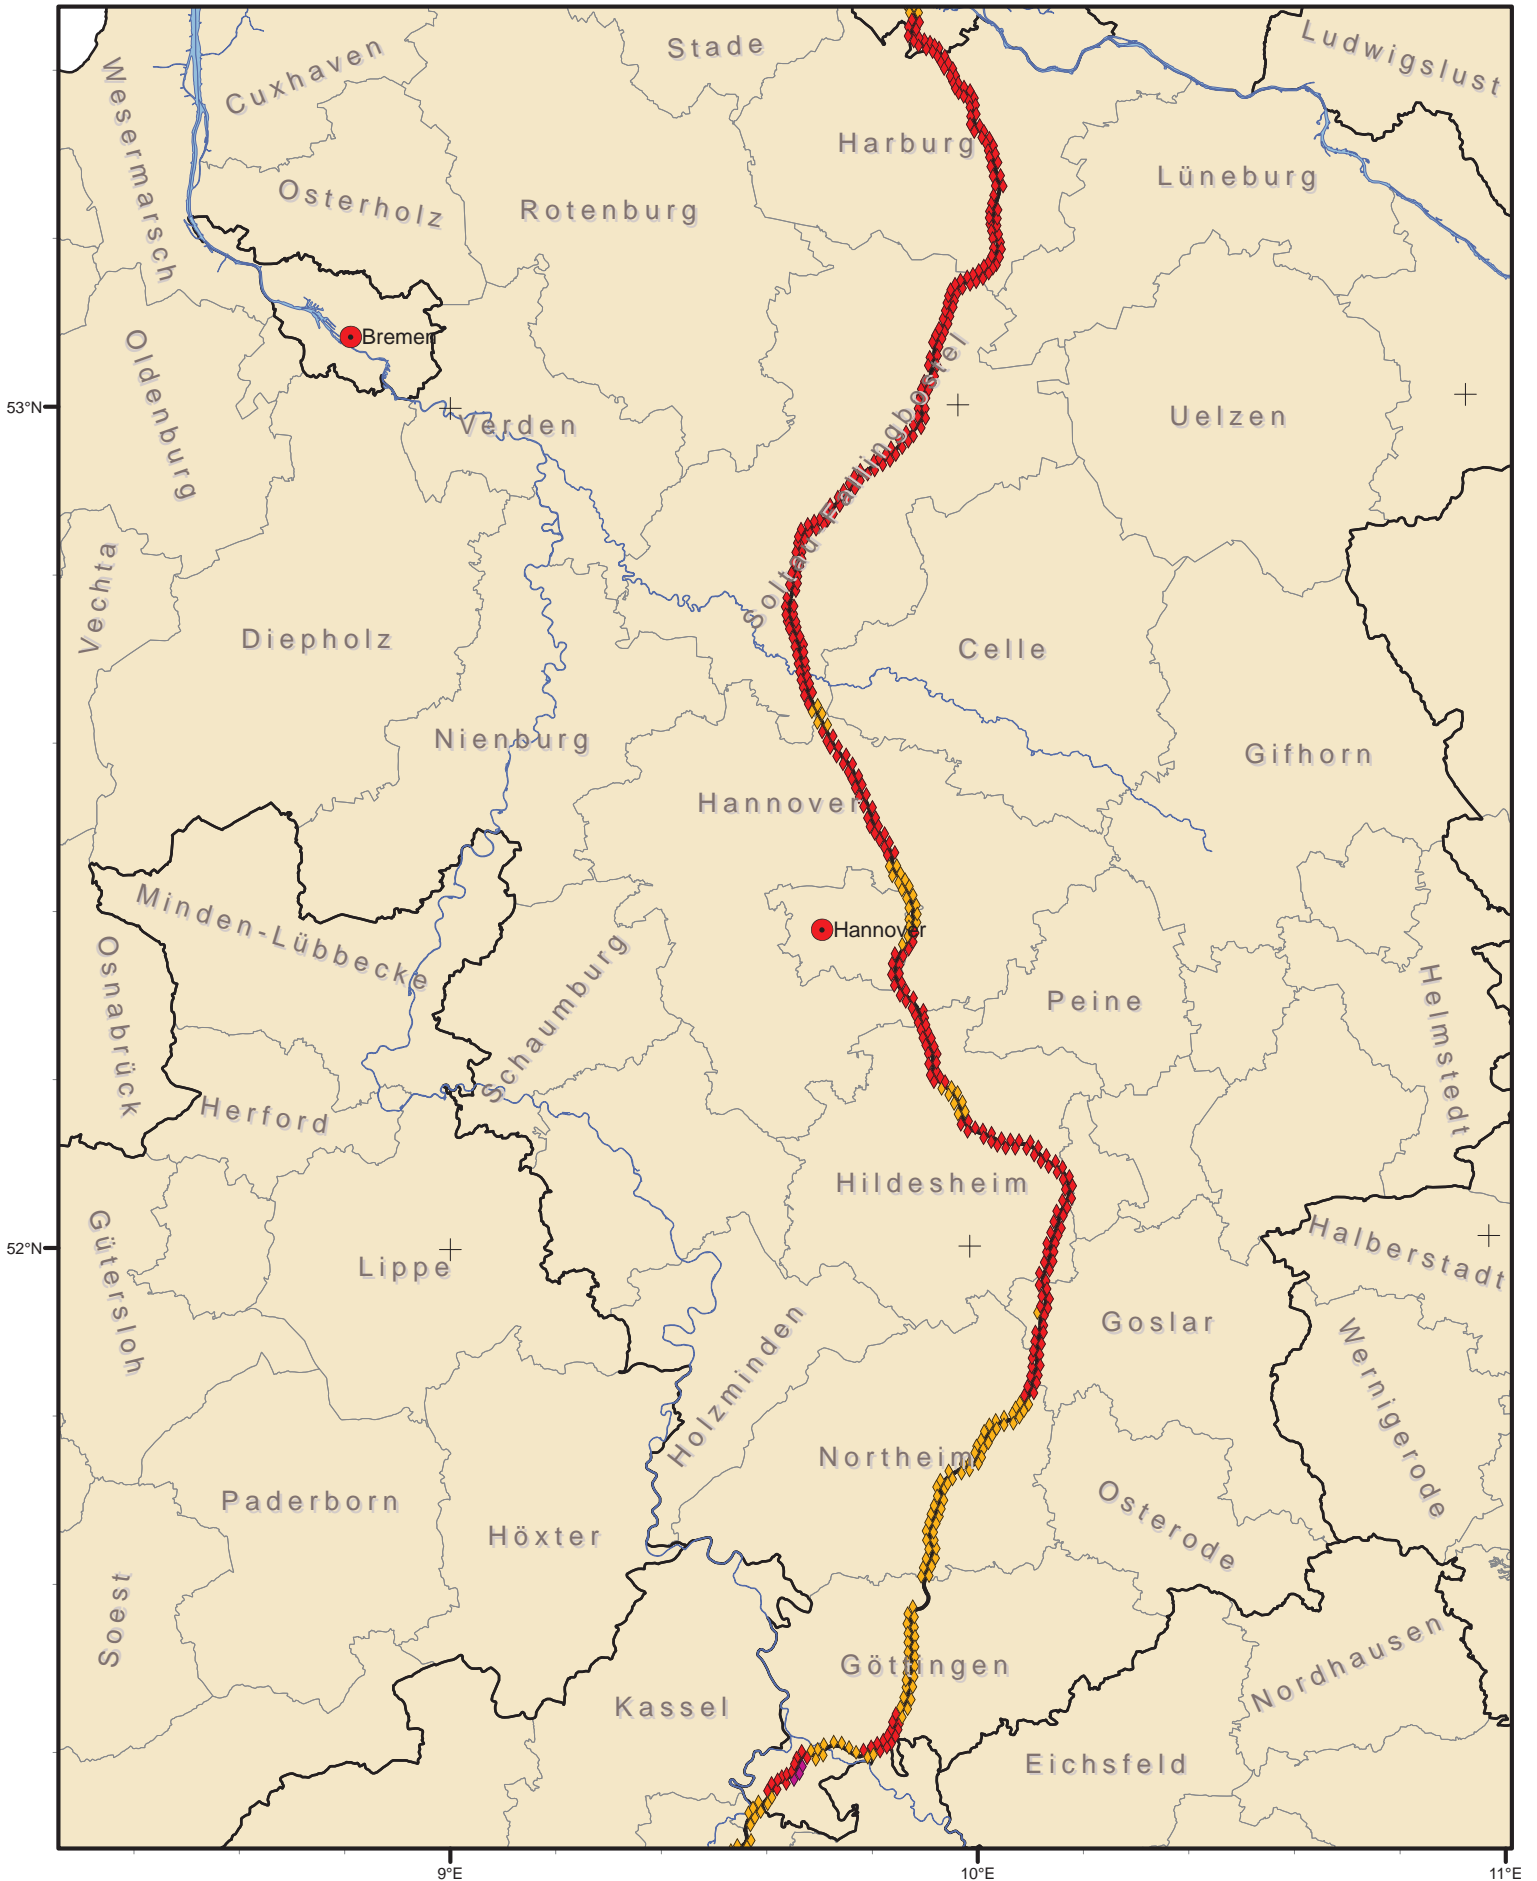 Stade
Ludwigslust
Cuxhaven
Wesermarsch
Harburg
Lüneburg
Osterholz
Rotenburg
Bremen
Oldenburg
53°N
Verden
Uelzen
Soltau-Fallingbostel
Vechta
Diepholz
Celle
Nienburg
Gifhorn
Hannover
Minden-Lübbecke
Hannover
Osnabrück
Schaumburg
Peine
Helmstedt
Herford
Hildesheim
Gütersloh
52°N
Lippe
Halberstadt
Goslar
Holzminden
Wernigerode
Northeim
Paderborn
Höxter
Osterode
Soest
Göttingen
Nordhausen
Kassel
Eichsfeld
9°E
10°E
11°E